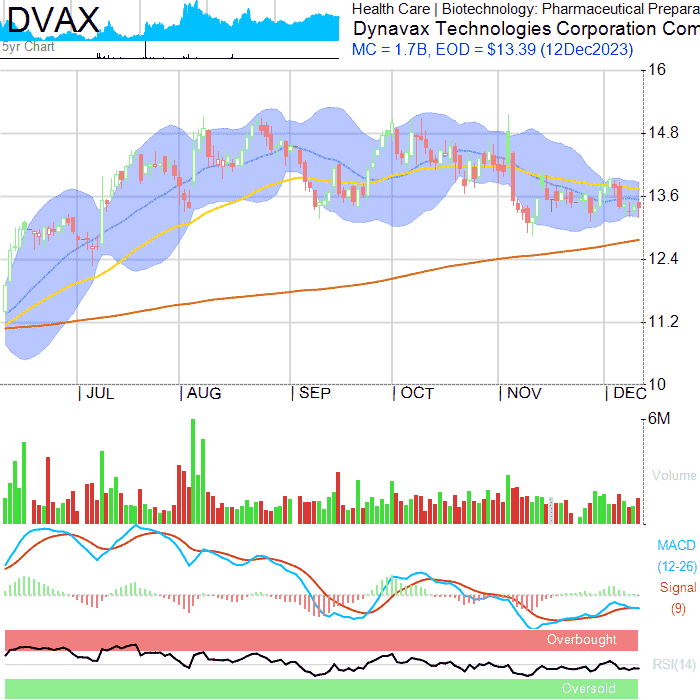 DVAX
5yr Chart
Health Care | Biotechnology: Pharmaceutical Prepara
Dynavax Technologies Corporation Com
MC = 1.7B, EOD = $13.39 (12Dec2023)
16
14.8
13.6
12.4
11.2
10
JUL
AUG
SEP
OCT
NOV
DEC
6M
Volume
MACD
(12-26)
Signal
(9)
Overbought
RSI(14)
Oversold